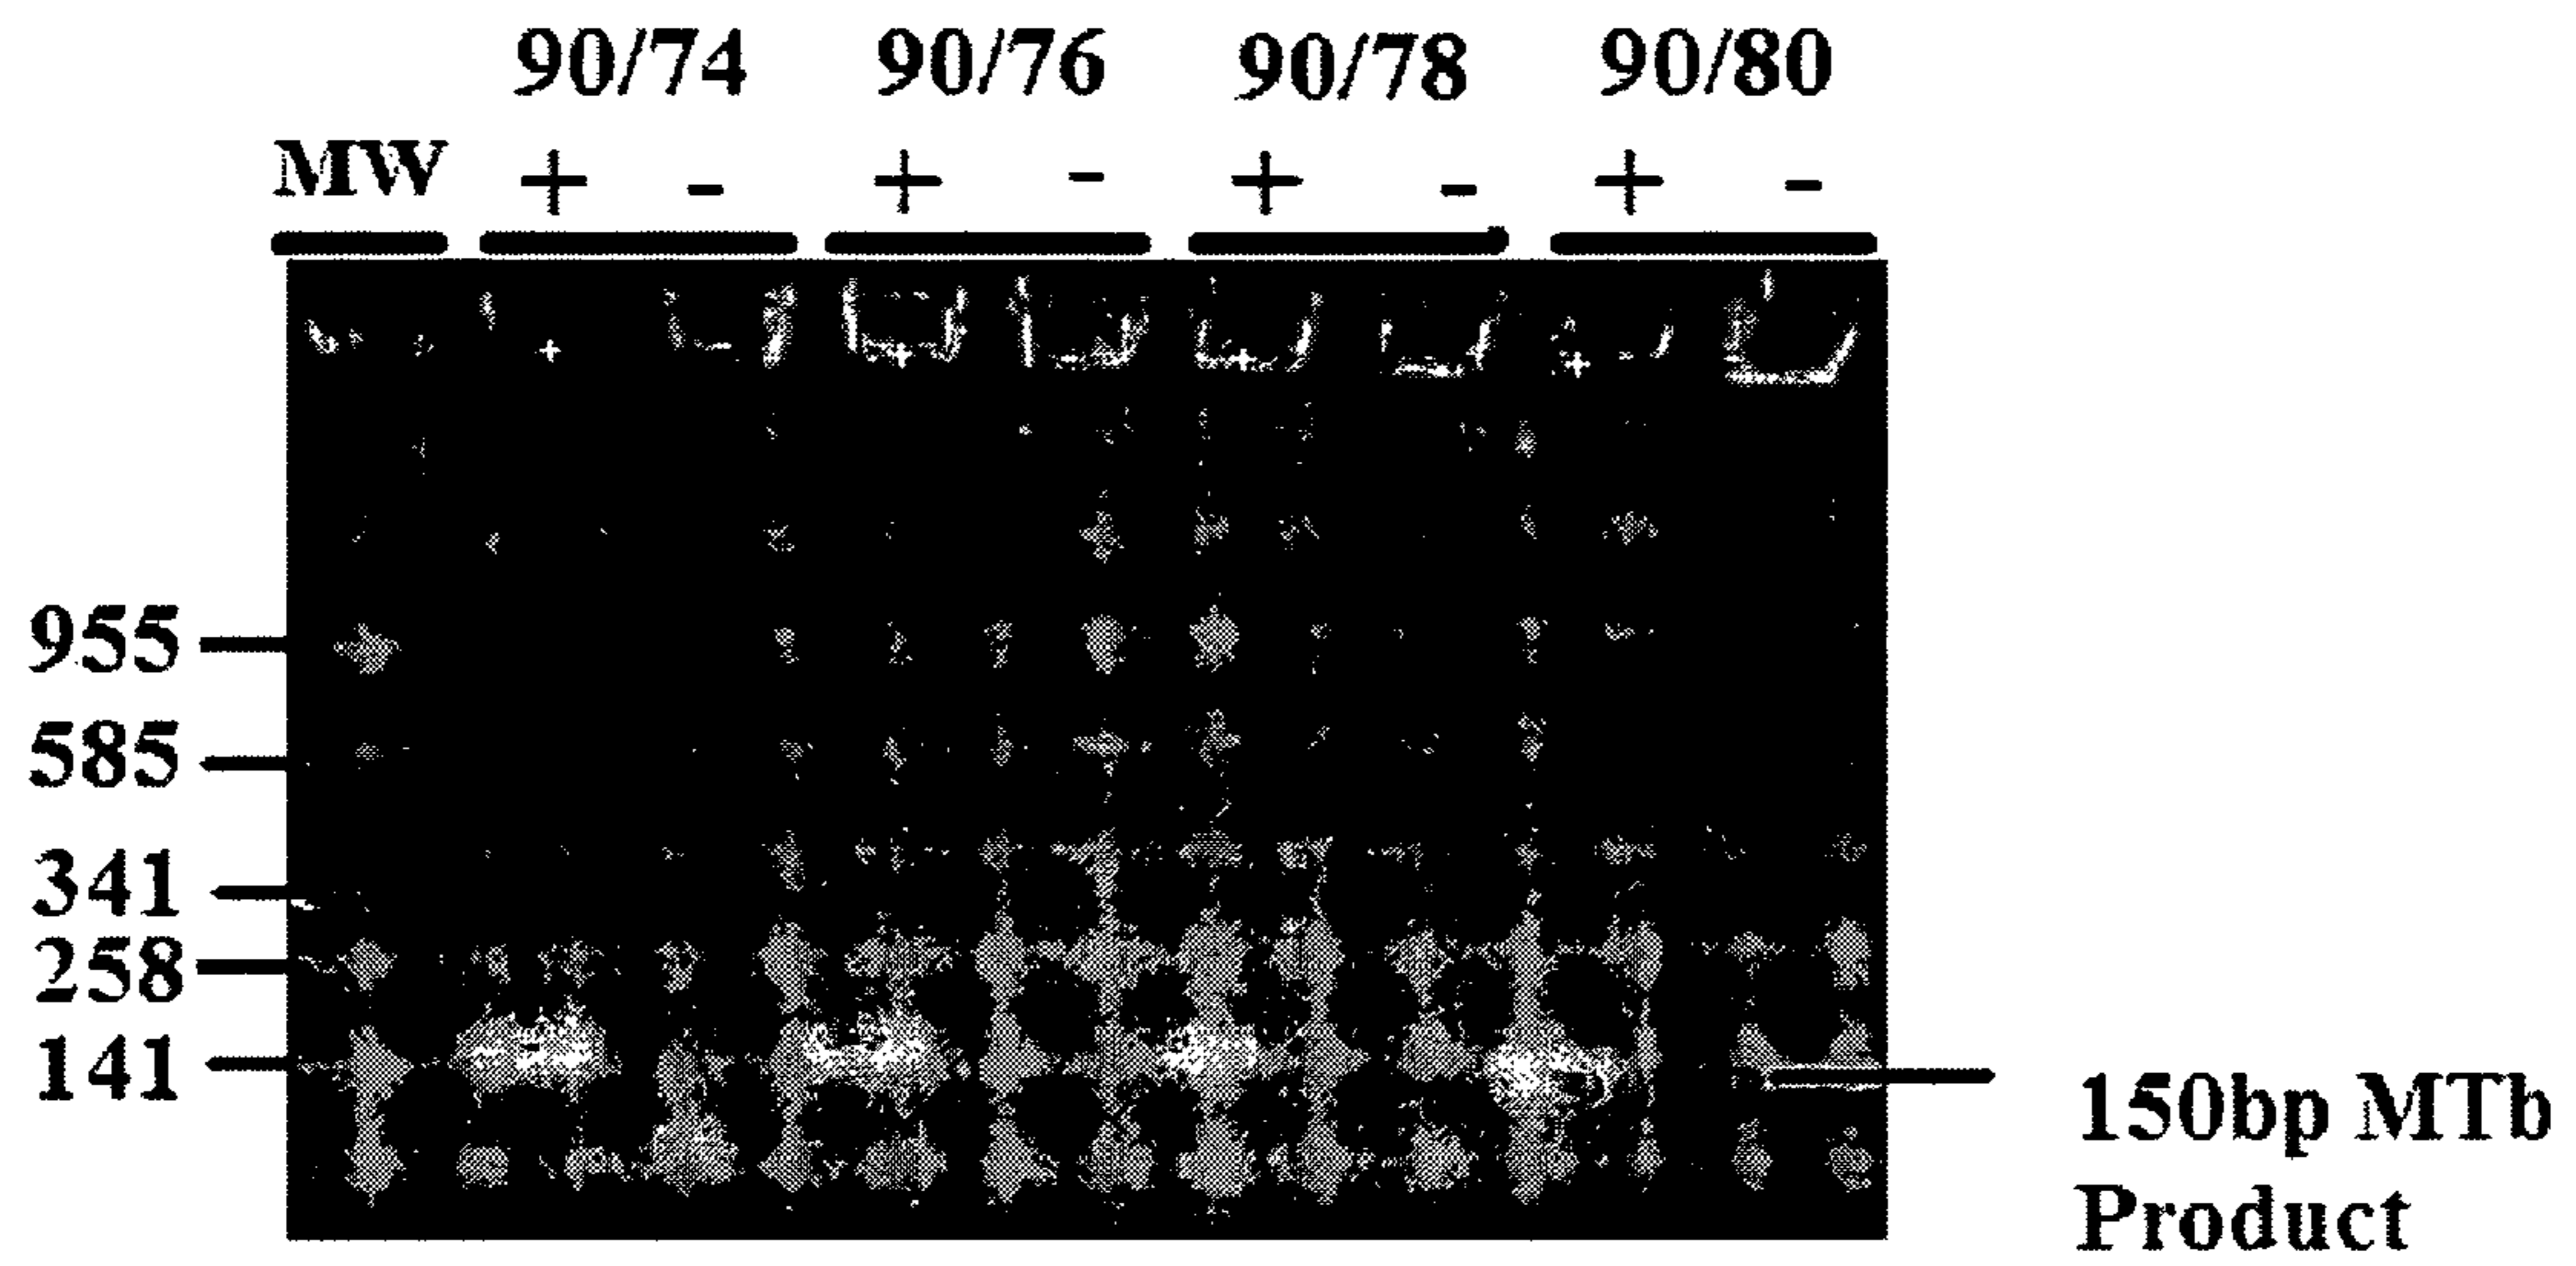 90/74 90/76 90/78 90/80
MW + - + - + - + -
955
585
341
258
141
150bp MTb
Product